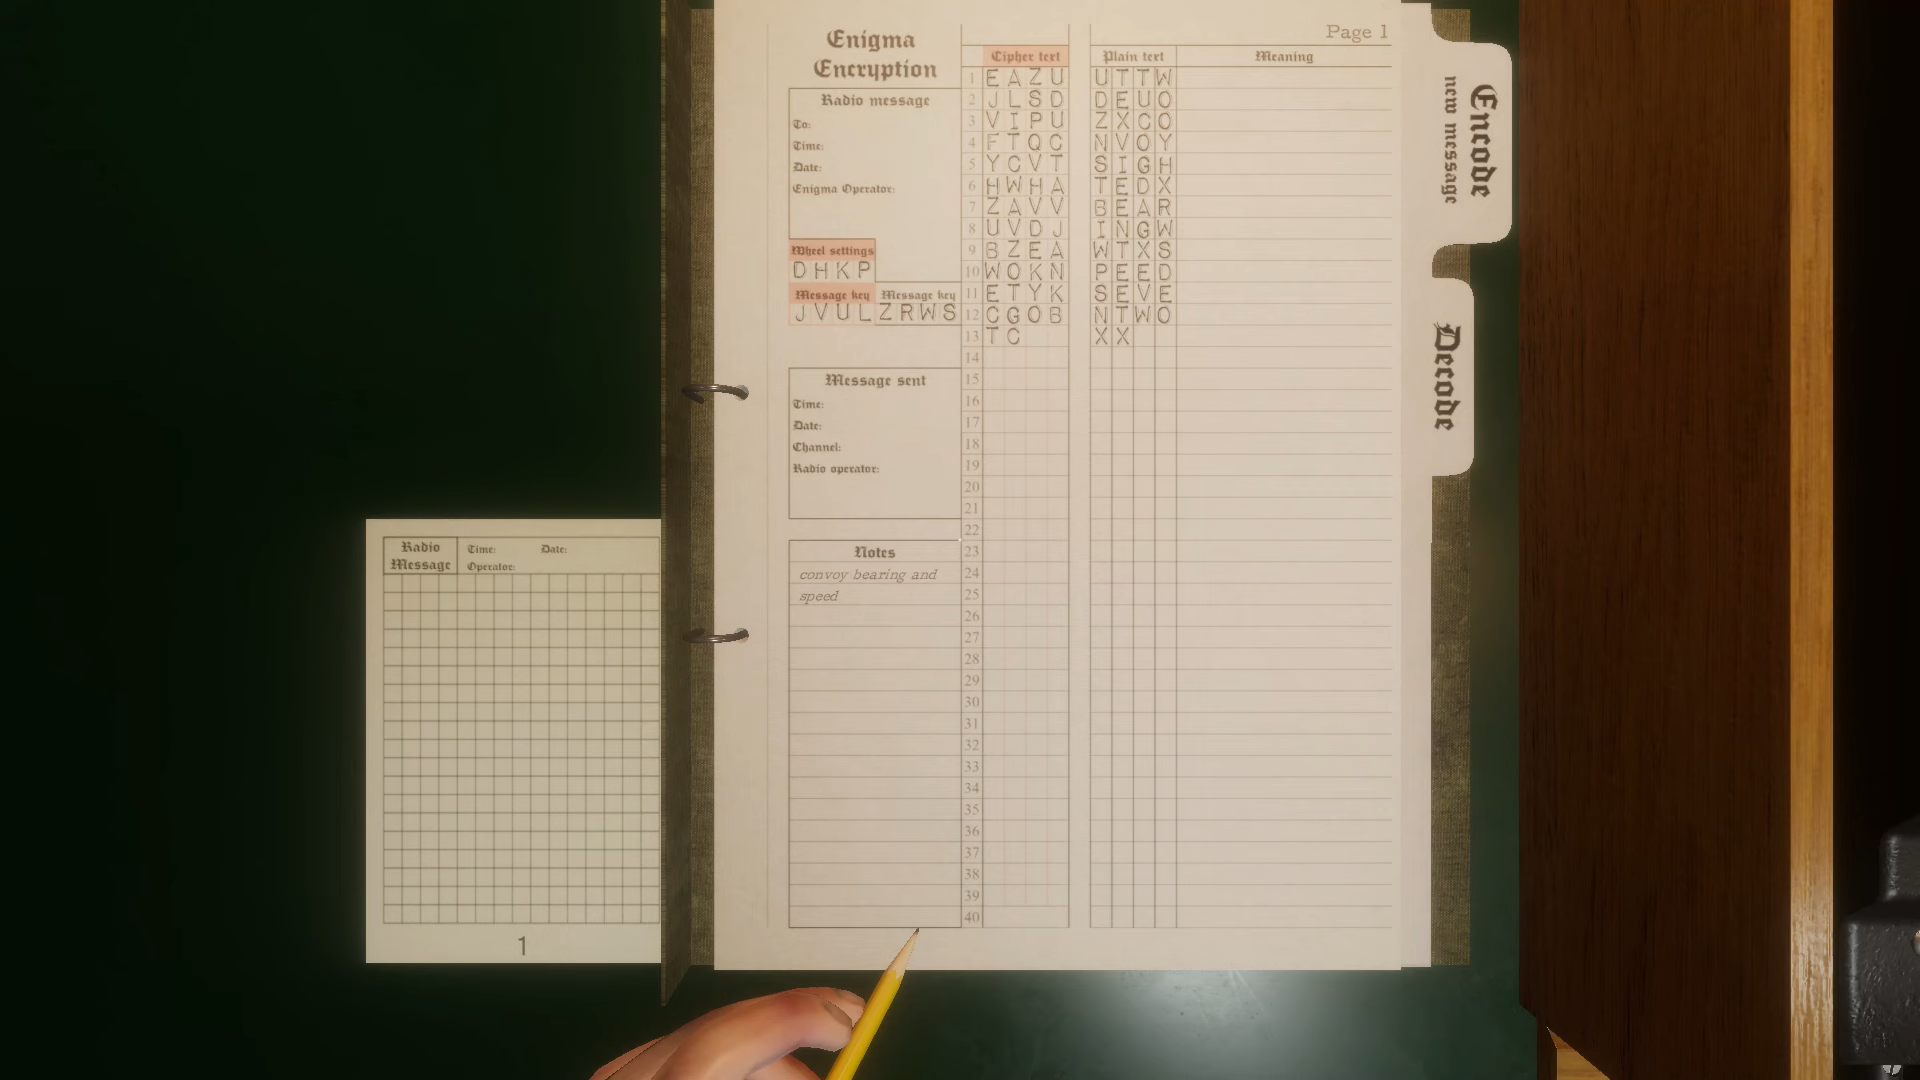 Page 1
Enigma
Encryption
Cipher text
Plain text
Meaning
Radio message
To:
Time:
Date:
Enigma Operator:
Wheel settings
D H K P
Message key Message key
J V U L Z R W S
1 E A Z U U T T W
2 J L S D D E U O
3 V I P U Z X C O
4 F T Q C N V O Y
5 Y C V T S I G H
6 H W H A T E D X
7 Z A V V B E A R
8 U V D J I N G W
9 B Z E A W T X S
10 W O K N P E E D
11 E T Y K S E V E
12 C G O B N T W O
13 T C X X
14
15
16
17
18
19
20
21
22
23
24
25
26
27
28
29
30
31
32
33
34
35
36
37
38
39
40
Message sent
Time:
Date:
Channel:
Radio operator:
Notes
convoy bearing and
speed
Encode
new message
Decode
Radio
Message
Time: Date:
Operator:
1